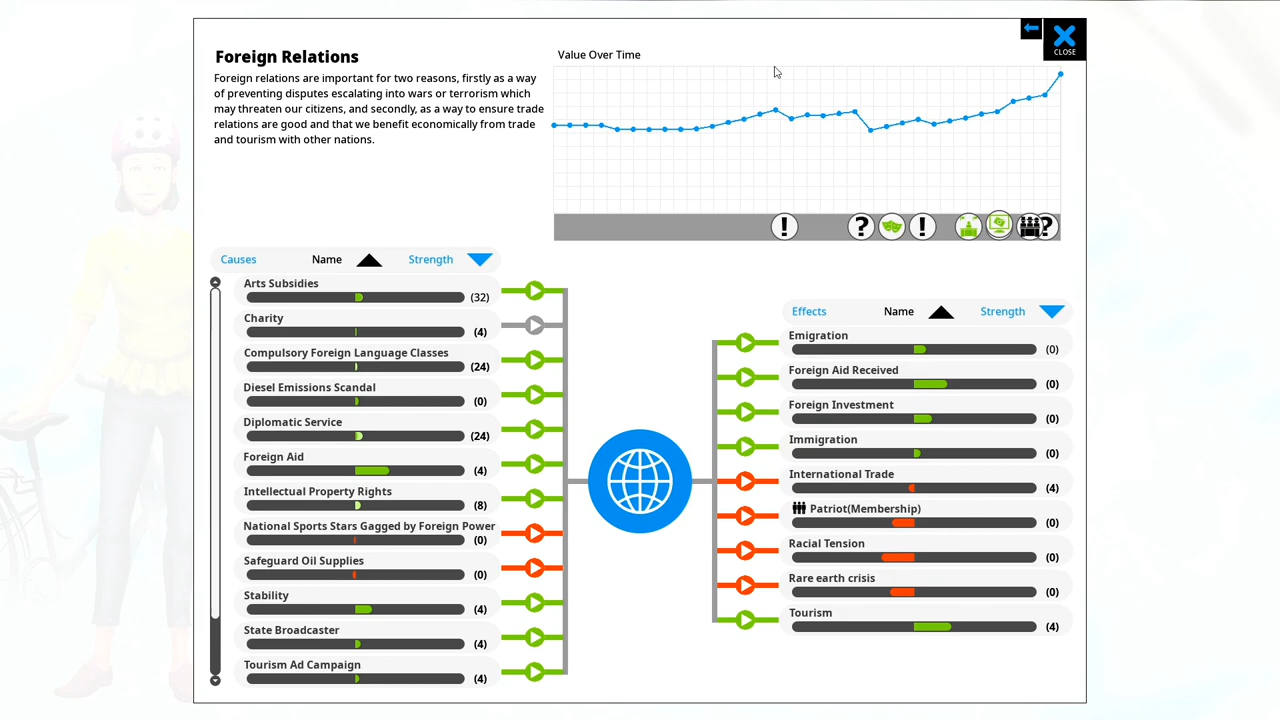 CLOSE
Foreign Relations
Foreign relations are important for two reasons, firstly as a way
of preventing disputes escalating into wars or terrorism which
may threaten our citizens, and secondly, as a way to ensure trade
relations are good and that we benefit economically from trade
and tourism with other nations.
Value Over Time
! ? ! ?
Causes Name Strength
Arts Subsidies
(32)
Charity
(4)
Compulsory Foreign Language Classes
(24)
Diesel Emissions Scandal
(0)
Diplomatic Service
(24)
Foreign Aid
(4)
Intellectual Property Rights
(8)
National Sports Stars Gagged by Foreign Power
(0)
Safeguard Oil Supplies
(0)
Stability
(4)
State Broadcaster
(4)
Tourism Ad Campaign
(4)
Effects Name Strength
Emigration
(0)
Foreign Aid Received
(0)
Foreign Investment
(0)
Immigration
(0)
International Trade
(4)
Patriot(Membership)
(0)
Racial Tension
(0)
Rare earth crisis
(0)
Tourism
(4)